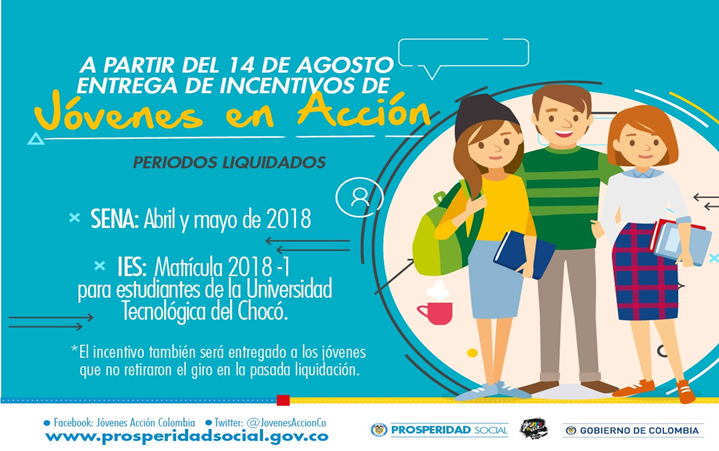 A PARTIR DEL 14 DE AGOSTO
ENTREGA DE INCENTIVOS DE
Jóvenes en Acción
PERIODOS LIQUIDADOS
SENA: Abril y mayo de 2018
IES: Matrícula 2018 -1
para estudiantes de la Universidad
Tecnológica del Chocó.
*El incentivo también será entregado a los jóvenes
que no retiraron el giro en la pasada liquidación.
Facebook: Jóvenes Acción Colombia Twitter: @JovenesAccionCo
www.prosperidadsocial.gov.co
PROSPERIDAD SOCIAL
GOBIERNO DE COLOMBIA